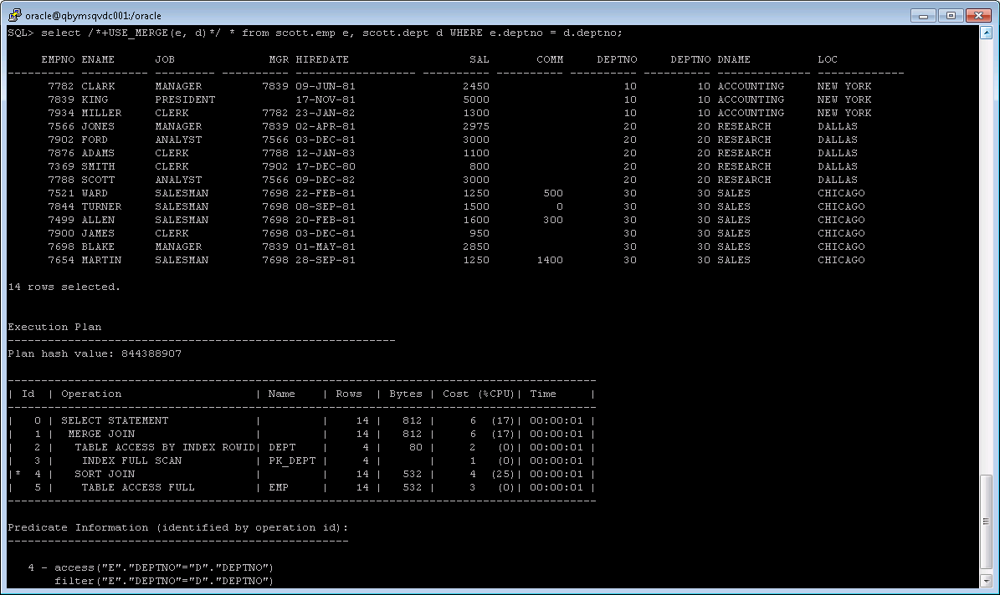 oracle@qbymsqvdc001:/oracle
SQL> select /*+USE_MERGE(e, d)*/ * from scott.emp e, scott.dept d WHERE e.deptno = d.deptno;
     EMPNO ENAME      JOB              MGR HIREDATE                  SAL       COMM     DEPTNO     DEPTNO DNAME          LOC
---------- ---------- --------- ---------- ------------------ ---------- ---------- ---------- ---------- -------------- -------------
      7782 CLARK      MANAGER         7839 09-JUN-81                2450                    10         10 ACCOUNTING     NEW YORK
      7839 KING       PRESIDENT            17-NOV-81                5000                    10         10 ACCOUNTING     NEW YORK
      7934 MILLER     CLERK           7782 23-JAN-82                1300                    10         10 ACCOUNTING     NEW YORK
      7566 JONES      MANAGER         7839 02-APR-81                2975                    20         20 RESEARCH       DALLAS
      7902 FORD       ANALYST         7566 03-DEC-81                3000                    20         20 RESEARCH       DALLAS
      7876 ADAMS      CLERK           7788 12-JAN-83                1100                    20         20 RESEARCH       DALLAS
      7369 SMITH      CLERK           7902 17-DEC-80                 800                    20         20 RESEARCH       DALLAS
      7788 SCOTT      ANALYST         7566 09-DEC-82                3000                    20         20 RESEARCH       DALLAS
      7521 WARD       SALESMAN        7698 22-FEB-81                1250        500         30         30 SALES          CHICAGO
      7844 TURNER     SALESMAN        7698 08-SEP-81                1500          0         30         30 SALES          CHICAGO
      7499 ALLEN      SALESMAN        7698 20-FEB-81                1600        300         30         30 SALES          CHICAGO
      7900 JAMES      CLERK           7698 03-DEC-81                 950                    30         30 SALES          CHICAGO
      7698 BLAKE      MANAGER         7839 01-MAY-81                2850                    30         30 SALES          CHICAGO
      7654 MARTIN     SALESMAN        7698 28-SEP-81                1250       1400         30         30 SALES          CHICAGO
14 rows selected.
Execution Plan
----------------------------------------------------------
Plan hash value: 844388907
----------------------------------------------------------------------------------------
| Id  | Operation                    | Name    | Rows  | Bytes | Cost (%CPU)| Time     |
----------------------------------------------------------------------------------------
|   0 | SELECT STATEMENT             |         |    14 |   812 |     6  (17)| 00:00:01 |
|   1 |  MERGE JOIN                  |         |    14 |   812 |     6  (17)| 00:00:01 |
|   2 |   TABLE ACCESS BY INDEX ROWID| DEPT    |     4 |    80 |     2   (0)| 00:00:01 |
|   3 |    INDEX FULL SCAN           | PK_DEPT |     4 |       |     1   (0)| 00:00:01 |
|*  4 |   SORT JOIN                  |         |    14 |   532 |     4  (25)| 00:00:01 |
|   5 |    TABLE ACCESS FULL         | EMP     |    14 |   532 |     3   (0)| 00:00:01 |
----------------------------------------------------------------------------------------
Predicate Information (identified by operation id):
---------------------------------------------------
   4 - access("E"."DEPTNO"="D"."DEPTNO")
       filter("E"."DEPTNO"="D"."DEPTNO")